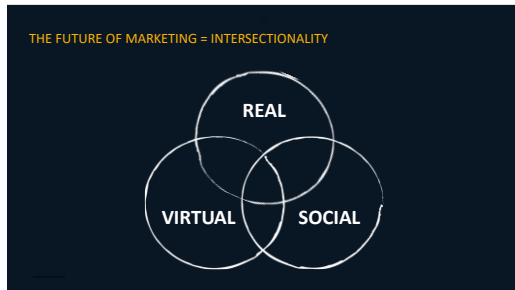 THE FUTURE OF MARKETING = INTERSECTIONALITY
REAL
VIRTUAL SOCIAL